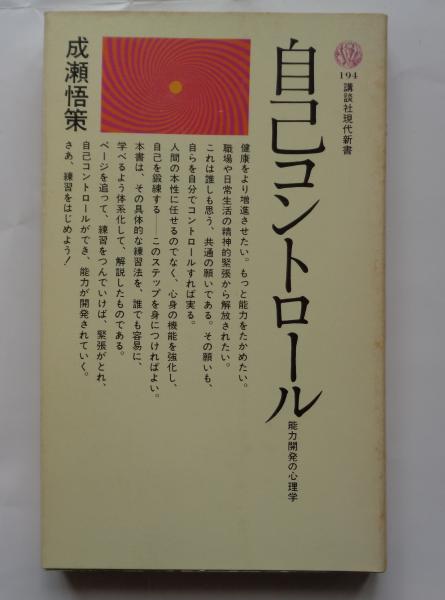 194
講談社現代新書
自己コントロール
能力開発の心理学
健康をより増進させたい。もっと能力をたかめたい。
職場や日常生活の精神的緊張から解放されたい。
これは誰しも思う、共通の願いである。その願いも、
自らを自分でコントロールすれば実る。
人間の本性に任せるのでなく、心身の機能を強化し、
自己を鍛練する——このステップを身につければよい。
本書は、その具体的な練習法を、誰でも容易に、
学べるよう体系化して、解説したものである。
ページを追って、練習をつんでいけば、緊張がとれ、
自己コントロールができ、能力が開発されていく。
さあ、練習をはじめよう！
成瀬悟策